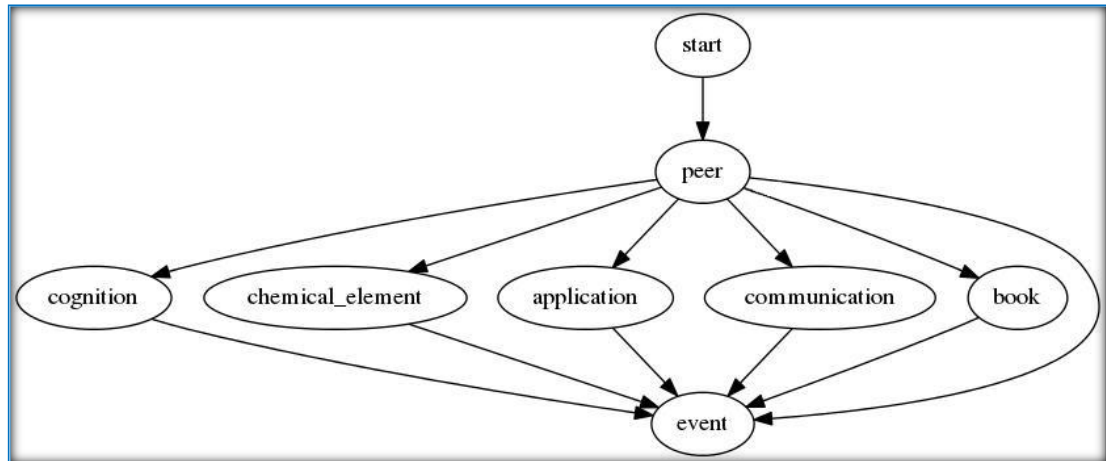 start
peer
cognition
chemical_element
application
communication
book
event